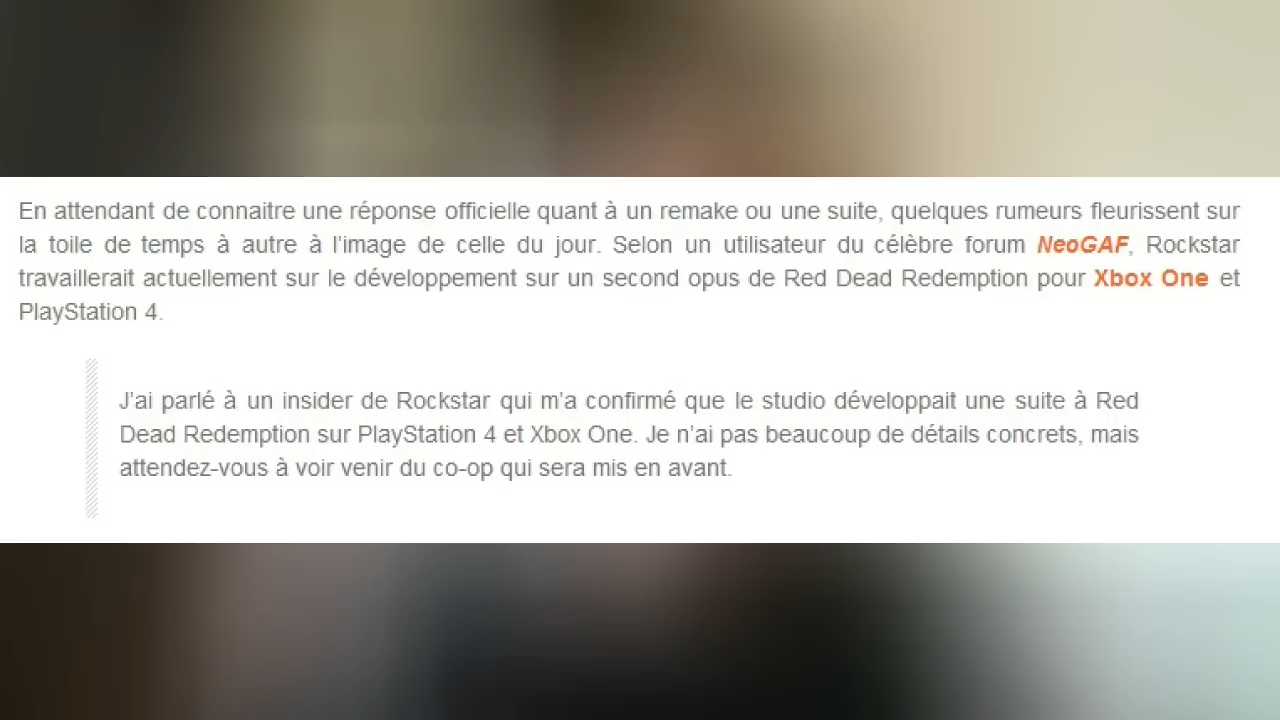 En attendant de connaitre une réponse officielle quant à un remake ou une suite, quelques rumeurs fleurissent sur
la toile de temps à autre à l'image de celle du jour. Selon un utilisateur du célèbre forum NeoGAF, Rockstar
travaillerait actuellement sur le développement sur un second opus de Red Dead Redemption pour Xbox One et
PlayStation 4.
J’ai parlé à un insider de Rockstar qui m’a confirmé que le studio développait une suite à Red
Dead Redemption sur PlayStation 4 et Xbox One. Je n’ai pas beaucoup de détails concrets, mais
attendez-vous à voir venir du co-op qui sera mis en avant.